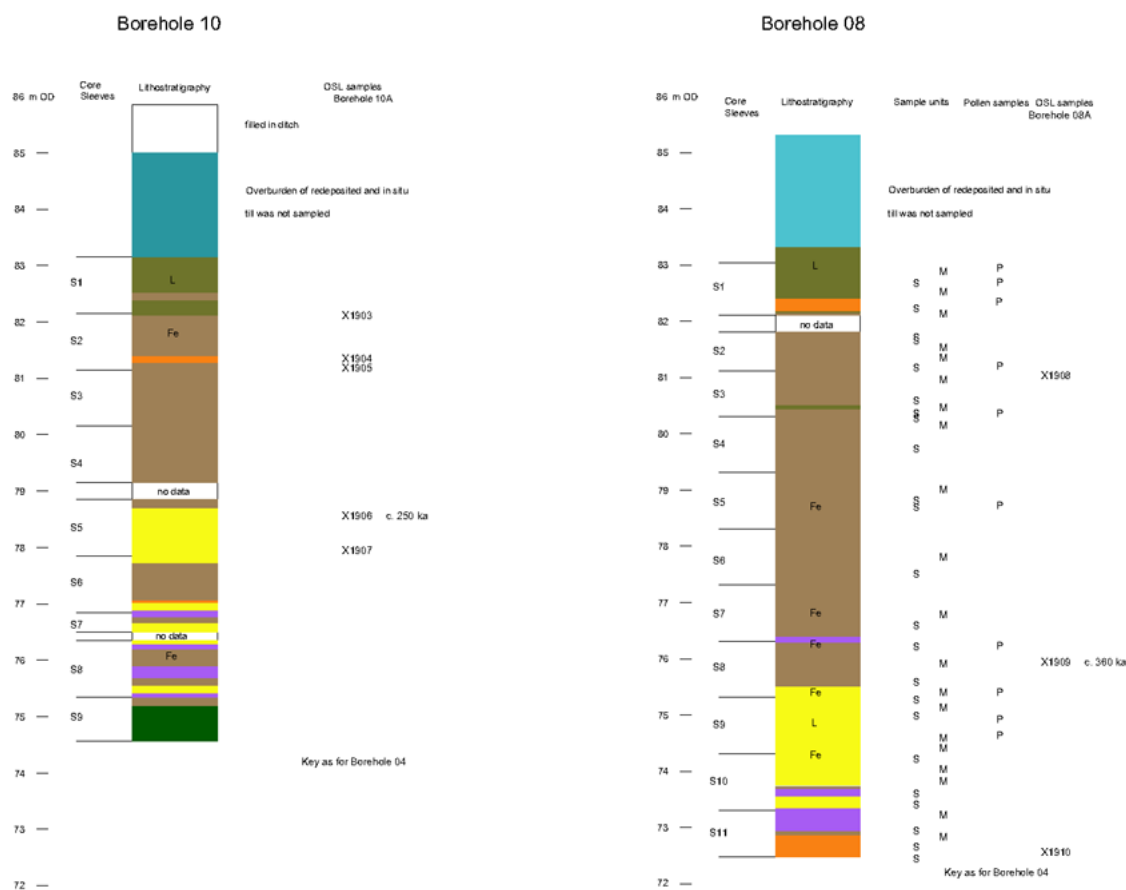 Borehole 10
Core Sleeves
Lithostratigraphy
OSL samples
Borehole 10A
86 m OD
filled in ditch
85
Overburden of redeposited and in situ
84
till was not sampled
83
S1
L
82
X1903
Fe
S2
X1904
X1905
81
S3
80
S4
79
no data
X1906 c. 250 ka
S5
78
X1907
S6
77
S7
no data
Fe
76
S8
75
S9
Key as for Borehole 04
74
73
72
Borehole 08
86 m OD
Core Sleeves
Lithostratigraphy
Sample units
Pollen samples
OSL samples
Borehole 08A
85
Overburden of redeposited and in situ
84
till was not sampled
83
L
M
P
S1
S
P
M
P
S
M
82
no data
S
S
S2
M
M
S
P
81
M
X1908
S3
S
M
S
P
S
M
80
S4
S
79
M
S5
S
Fe
S
P
78
M
S6
S
77
Fe
M
S7
S
Fe
S
P
76
S8
M
X1909 c. 360 ka
S
Fe
M
P
S
M
75
S9
L
S
P
M
P
M
Fe
S
74
M
S10
M
S
S
M
73
S11
S
M
S
X1910
S
Key as for Borehole 04
72